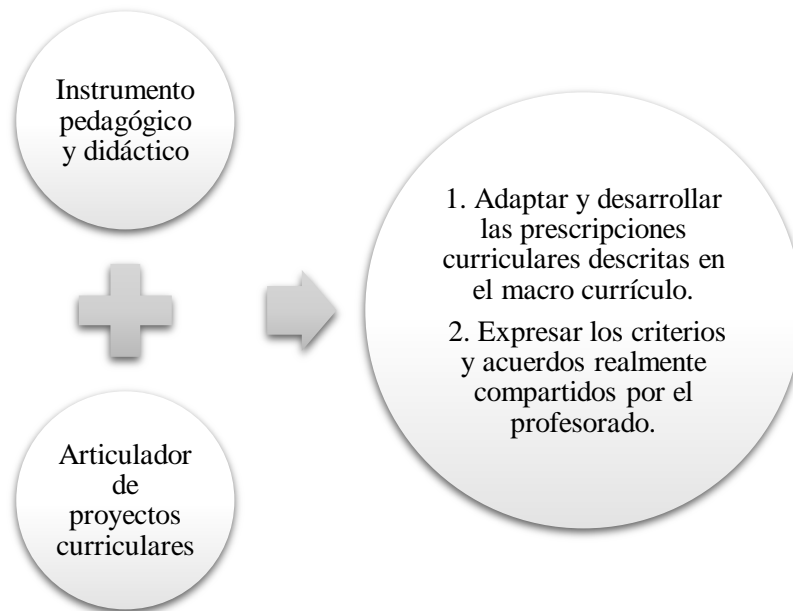 Instrumento
pedagógico
y didáctico
Articulador
de
proyectos
curriculares
1. Adaptar y desarrollar
las prescripciones
curriculares descritas en
el macro currículo.
2. Expresar los criterios
y acuerdos realmente
compartidos por el
profesorado.